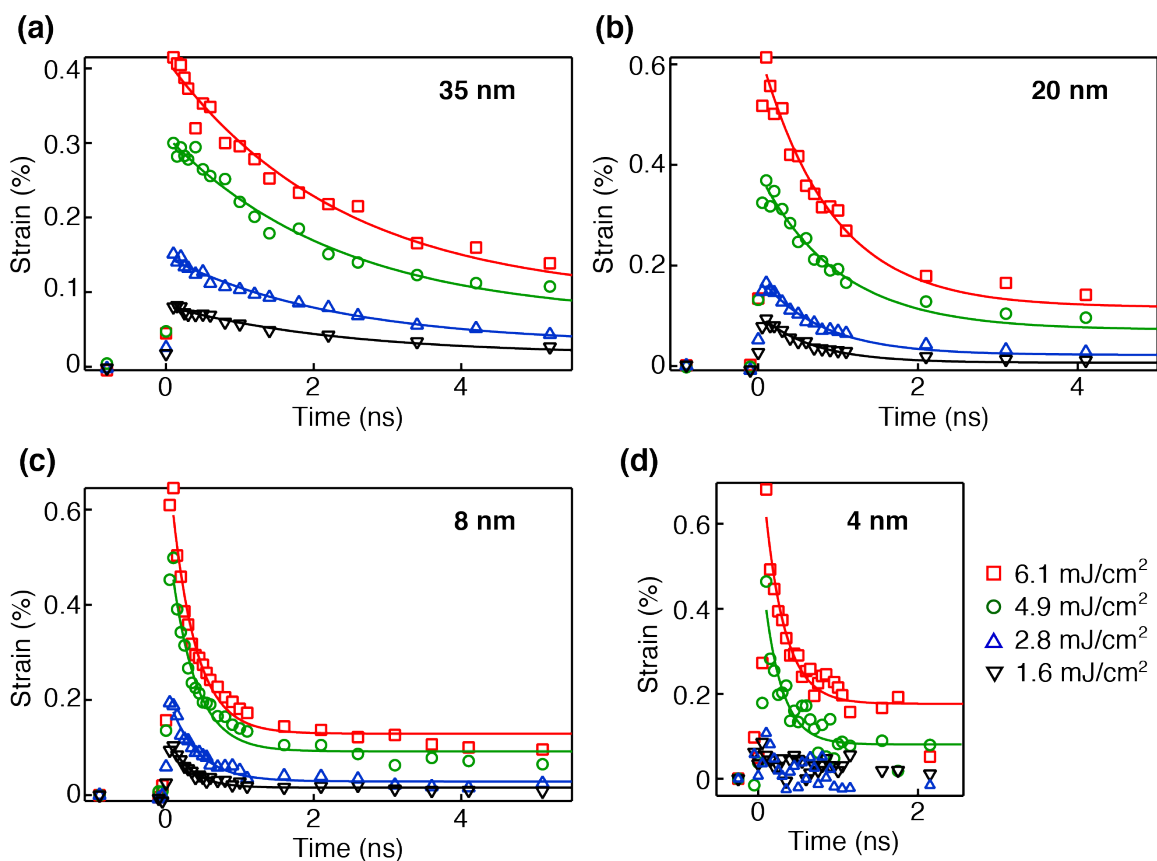 (a)
35 nm
0.4
0.3
0.2
0.1
0
Strain (%)
0
2
4
Time (ns)
(b)
20 nm
0.6
0.4
0.2
0
Strain (%)
0
2
4
Time (ns)
(c)
8 nm
0.6
0.4
0.2
0
Strain (%)
0
2
4
Time (ns)
(d)
4 nm
0.6
0.4
0.2
0
Strain (%)
0
2
Time (ns)
6.1 mJ/cm²
4.9 mJ/cm²
2.8 mJ/cm²
1.6 mJ/cm²